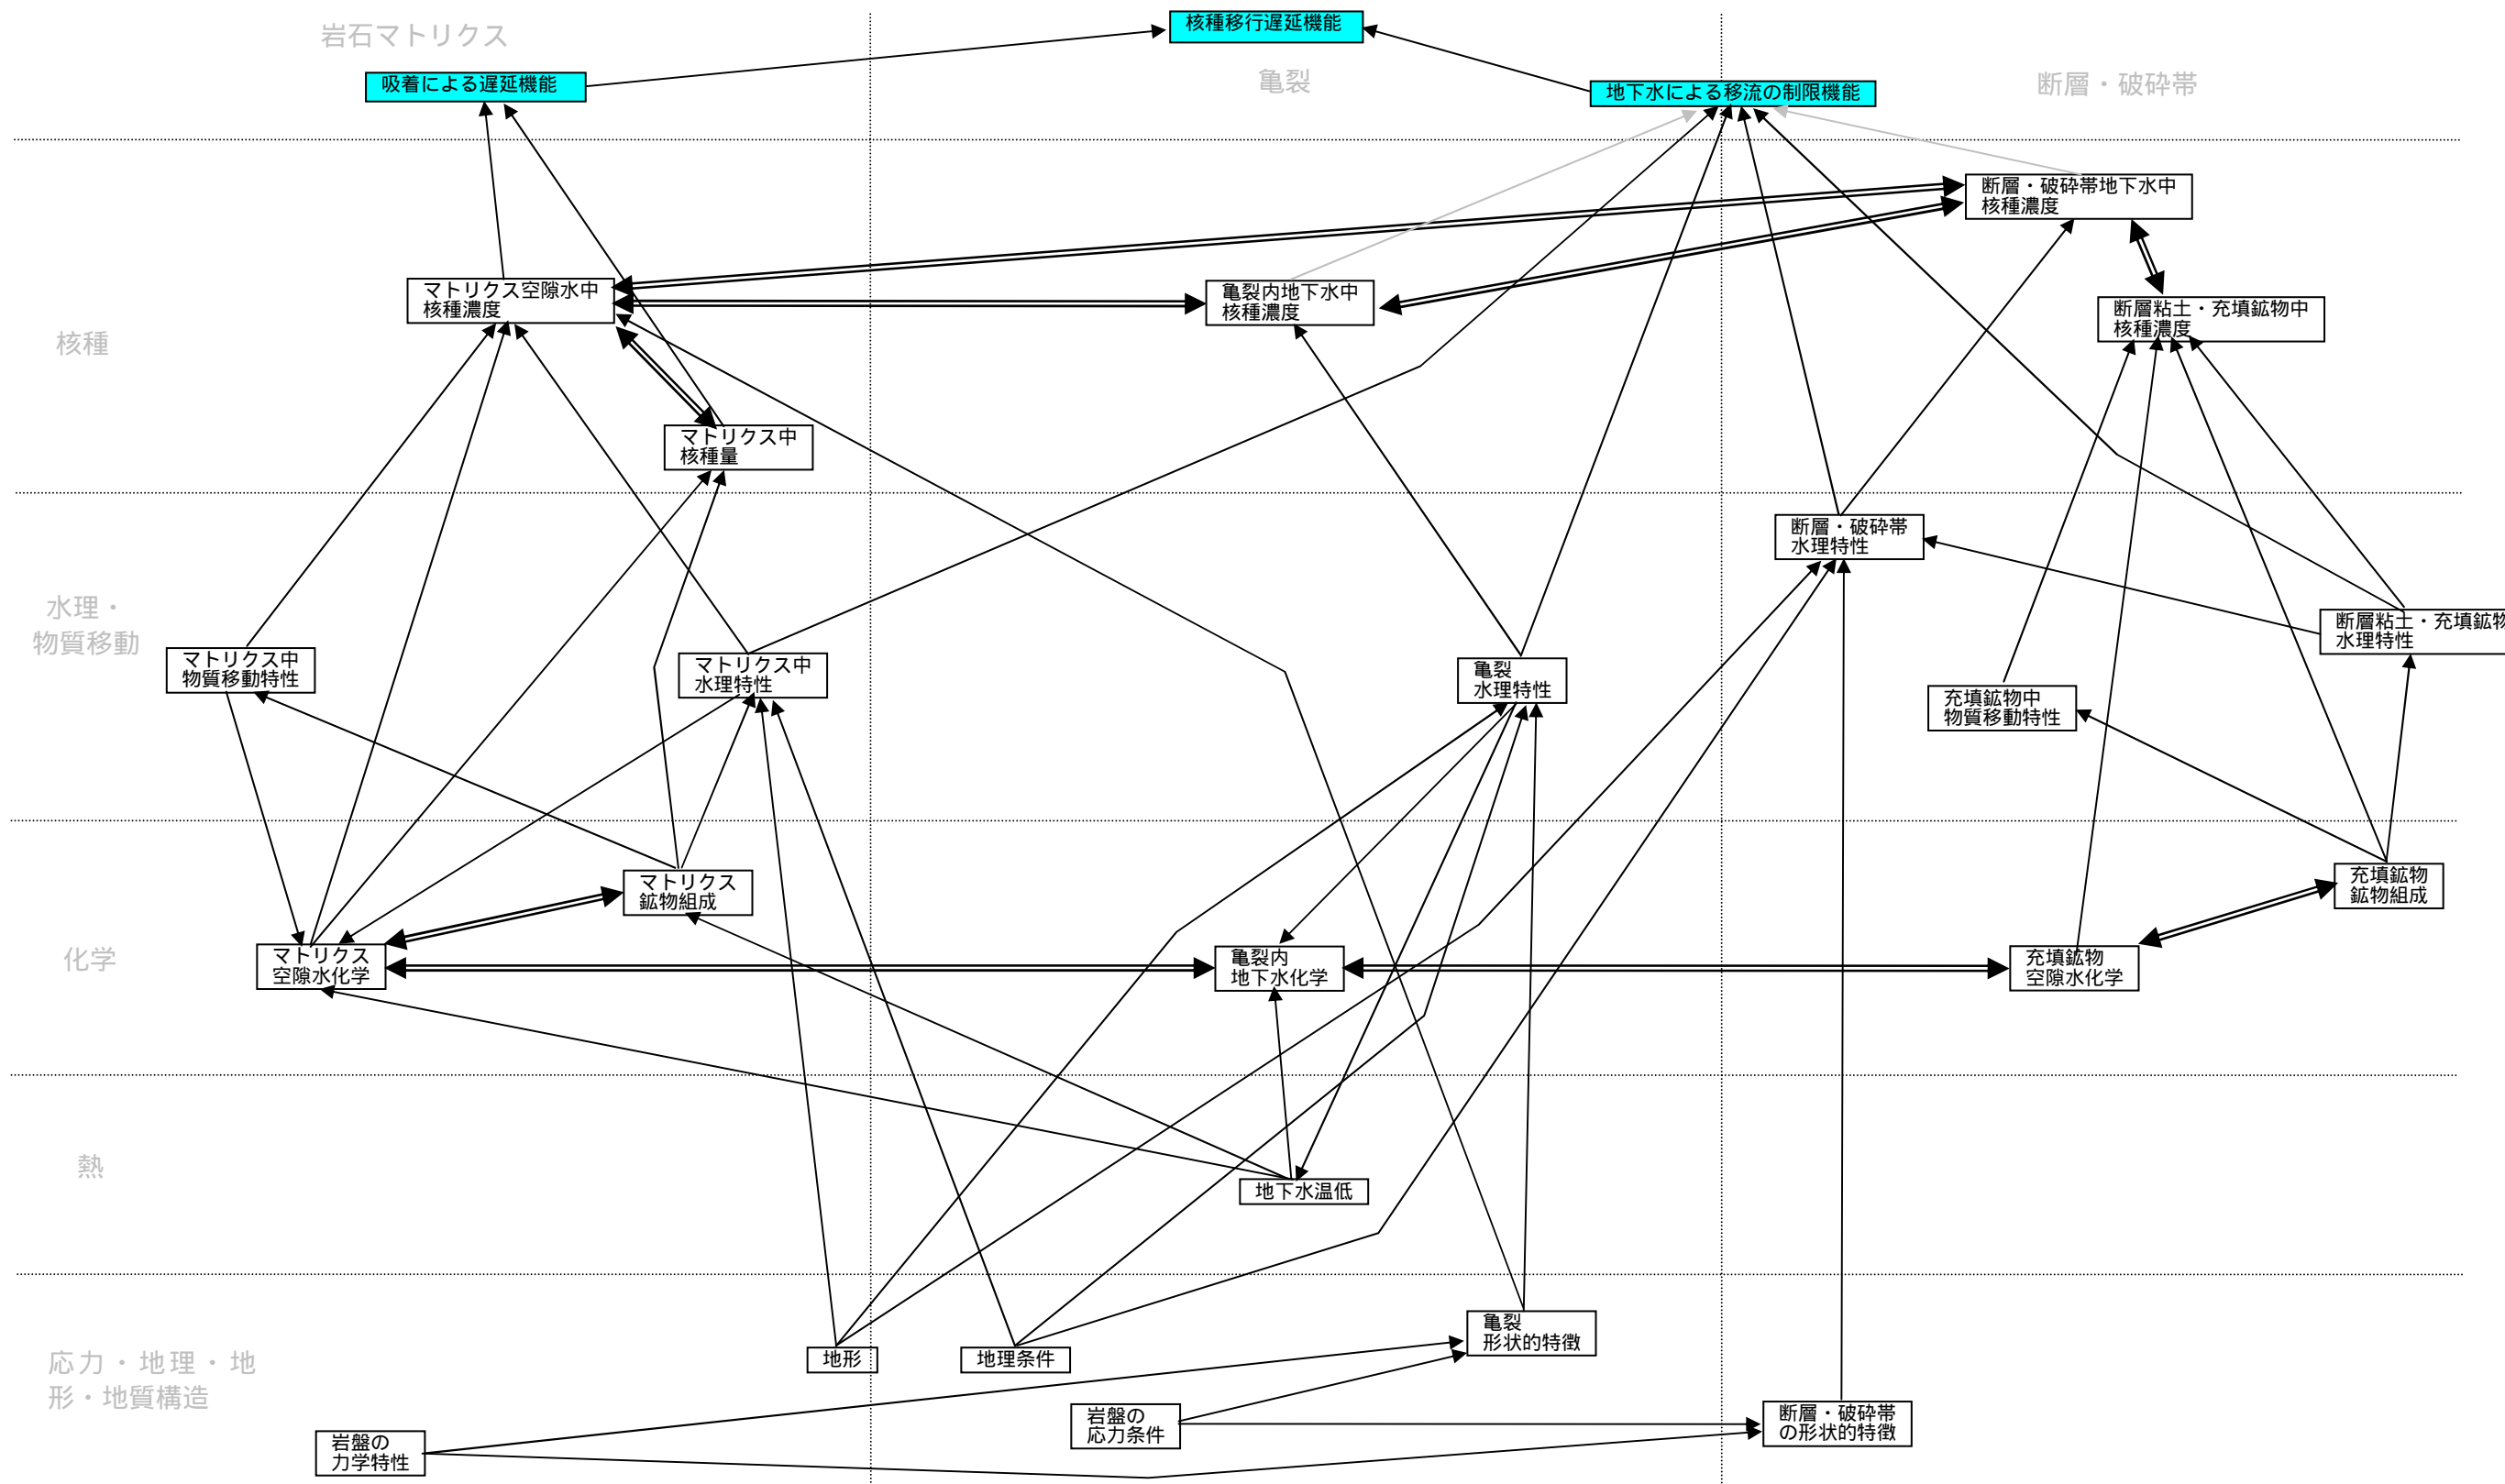 岩石マトリクス
核種移行遅延機能
吸着による遅延機能
亀裂
地下水による移流の制限機能
断層・破砕帯
断層・破砕帯地下水中
核種濃度
マトリクス空隙水中
核種濃度
亀裂内地下水中
核種濃度
断層粘土・充填鉱物中
核種濃度
核種
マトリクス中
核種量
断層・破砕帯
水理特性
水理・
物質移動
マトリクス中
物質移動特性
マトリクス中
水理特性
亀裂
水理特性
断層粘土・充填鉱物
水理特性
充填鉱物中
物質移動特性
マトリクス
鉱物組成
充填鉱物
鉱物組成
化学
マトリクス
空隙水化学
亀裂内
地下水化学
充填鉱物
空隙水化学
熱
地下水温低
亀裂
形状的特徴
応力・地理・地
形・地質構造
地形
地理条件
岩盤の
応力条件
断層・破砕帯
の形状的特徴
岩盤の
力学特性